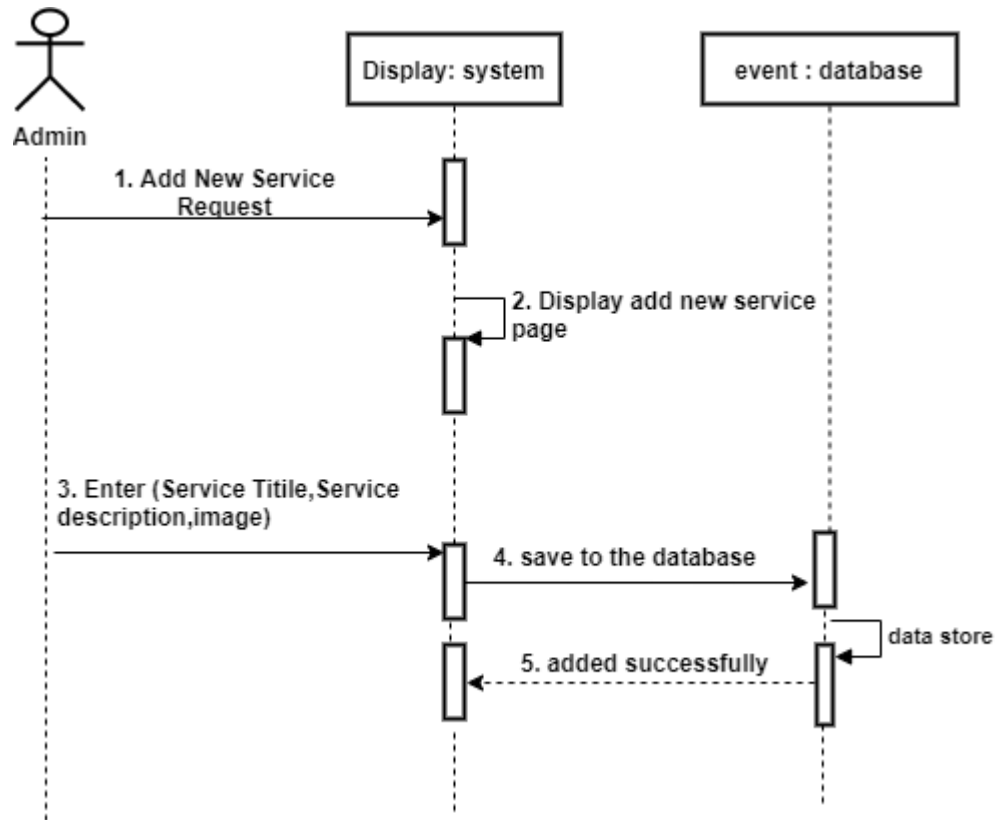 Display: system
event : database
Admin
1. Add New Service
Request
2. Display add new service
page
3. Enter (Service Titile,Service
description,image)
4. save to the database
data store
5. added successfully